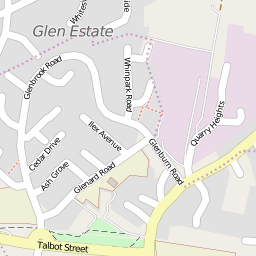 Glen Estate
Whinpark Road
Glenbrook Road
Quarry Heights
Ilex Avenue
Cedar Drive
Glenburn Road
Ash Grove
Glenard Road
Talbot Street